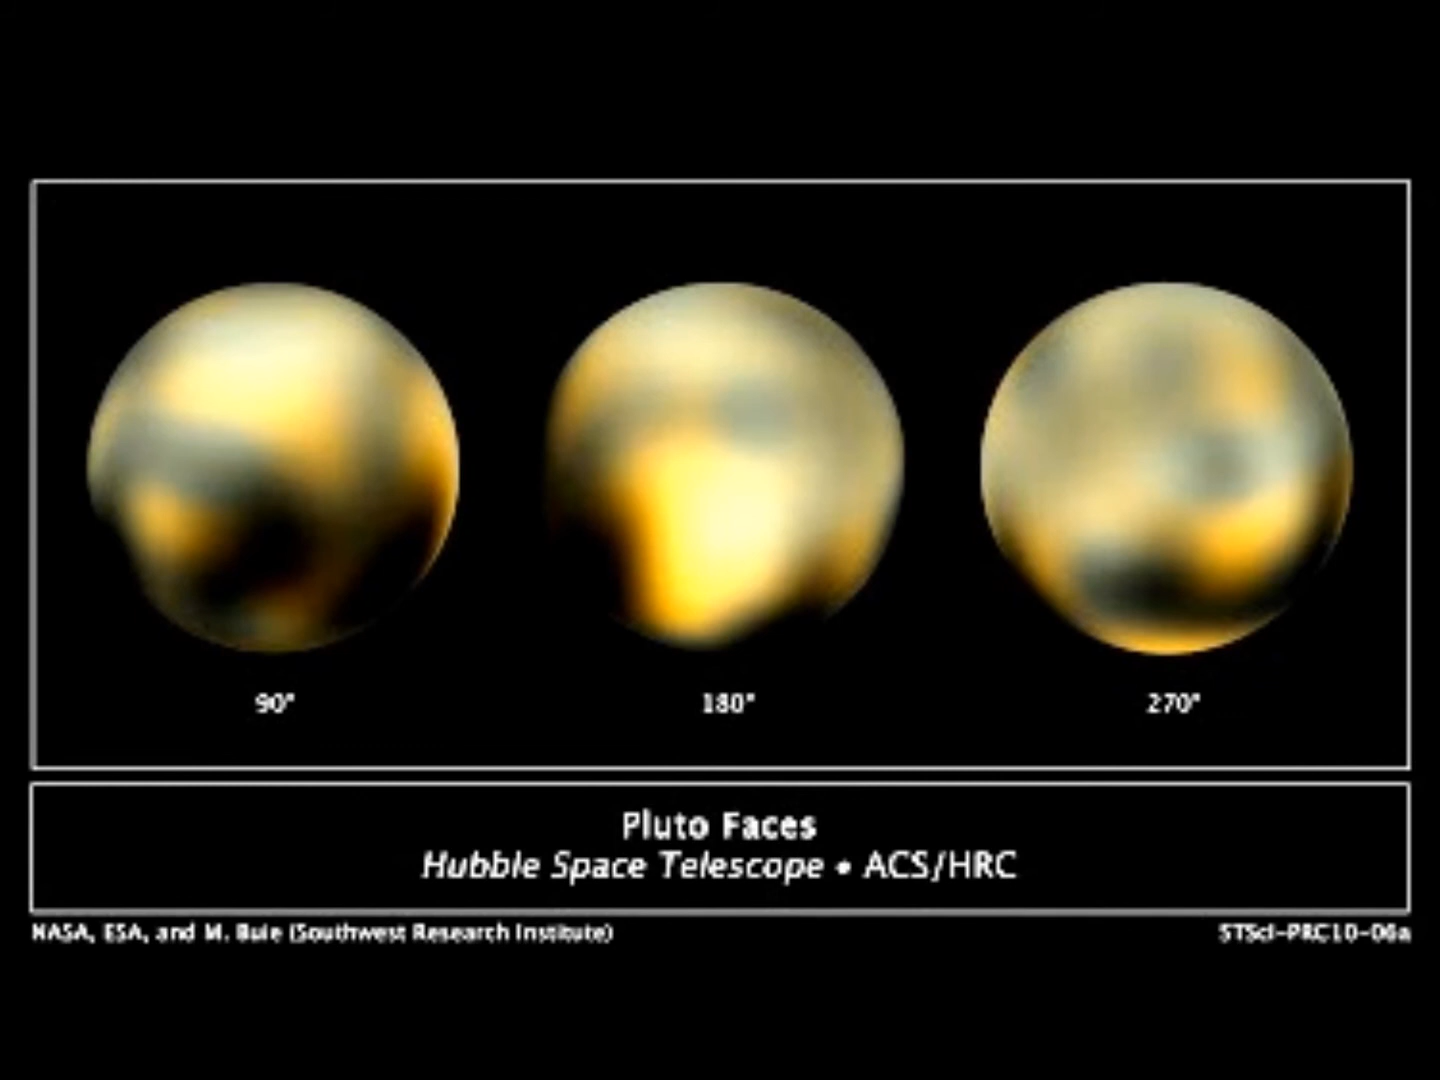 90°
180°
270°
Pluto Faces
Hubble Space Telescope • ACS/HRC
NASA, ESA, and M. Buie (Southwest Research Institute)
STScI-PRC10-06a